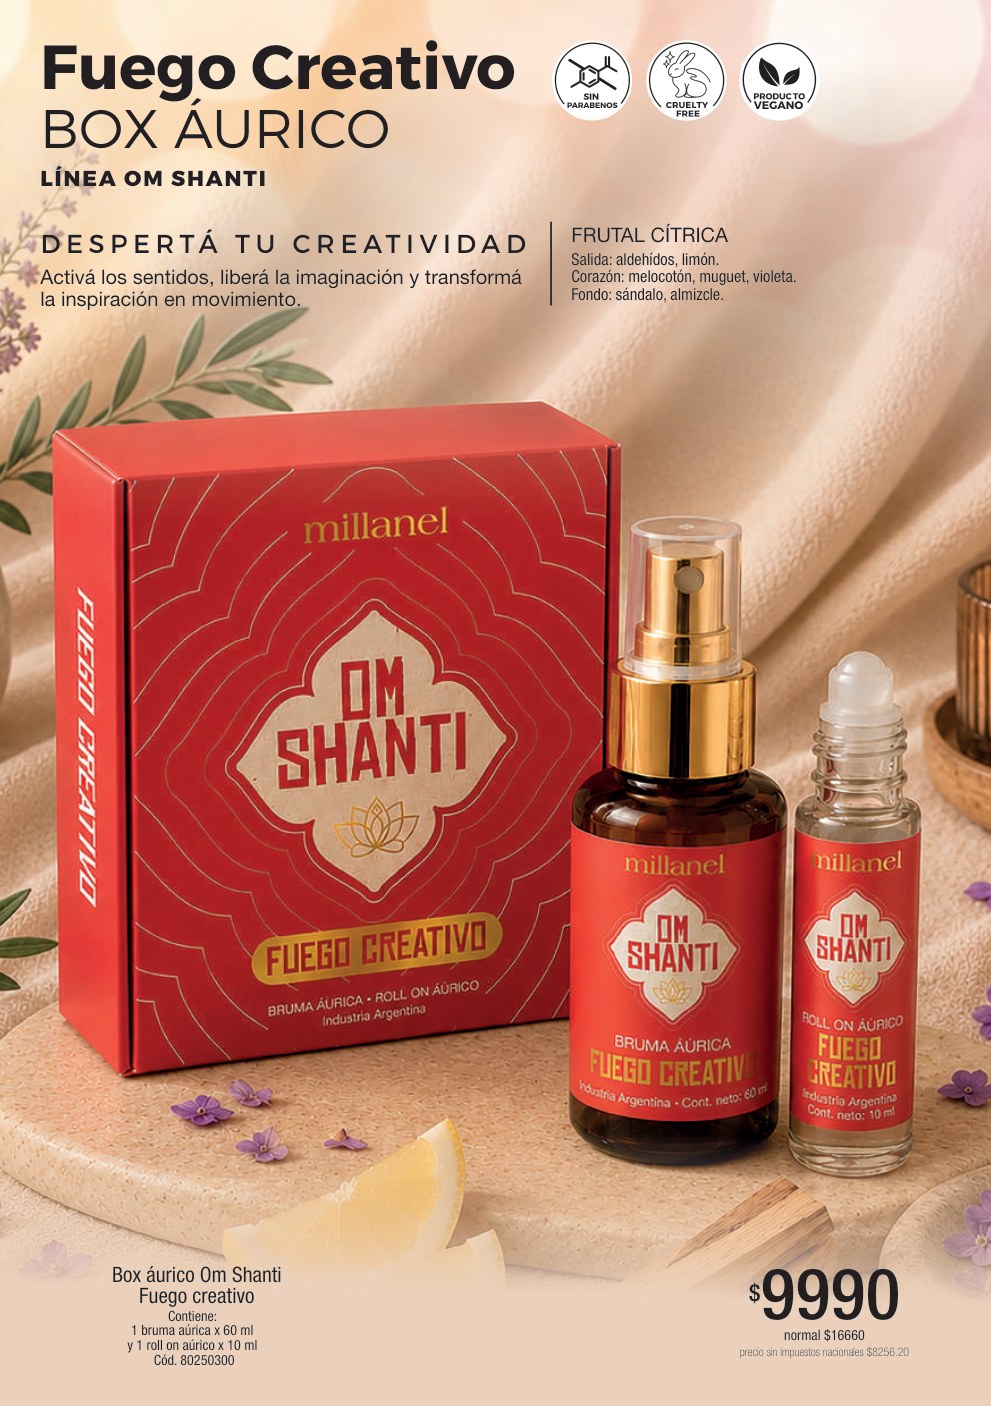 Fuego Creativo
BOX ÁURICO
LÍNEA OM SHANTI
SIN
PARABENOS
CRUELTY
FREE
PRODUCTO
VEGANO
DESPERTÁ TU CREATIVIDAD
Activá los sentidos, liberá la imaginación y transformá
la inspiración en movimiento.
FRUTAL CÍTRICA
Salida: aldehídos, limón.
Corazón: melocotón, muguet, violeta.
Fondo: sándalo, almizcle.
millanel
OM
SHANTI
FUEGO CREATIVO
BRUMA ÁURICA • ROLL ON ÁURICO
Industria Argentina
FUEGO CREATIVO
millanel
OM
SHANTI
BRUMA ÁURICA
FUEGO CREATIV
Industria Argentina • Cont. neto: 60 ml
millanel
OM
SHANTI
ROLL ON ÁURICO
FUEGO
CREATIVO
Industria Argentina
Cont. neto: 10 ml
Box áurico Om Shanti
Fuego creativo
Contiene:
1 bruma aúrica x 60 ml
y 1 roll on aúrico x 10 ml
Cód. 80250300
$9990
normal $16660
precio sin impuestos nacionales $8256.20